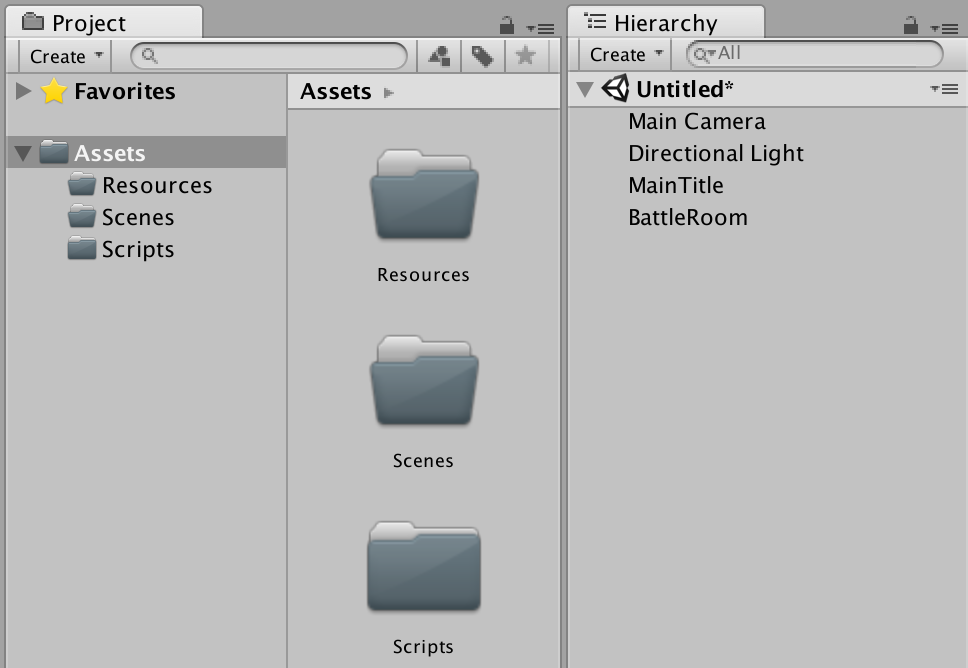 Project
Create
Favorites
Assets
Resources
Scenes
Scripts
Assets
Resources
Scenes
Scripts
Hierarchy
Create
All
Untitled*
Main Camera
Directional Light
MainTitle
BattleRoom